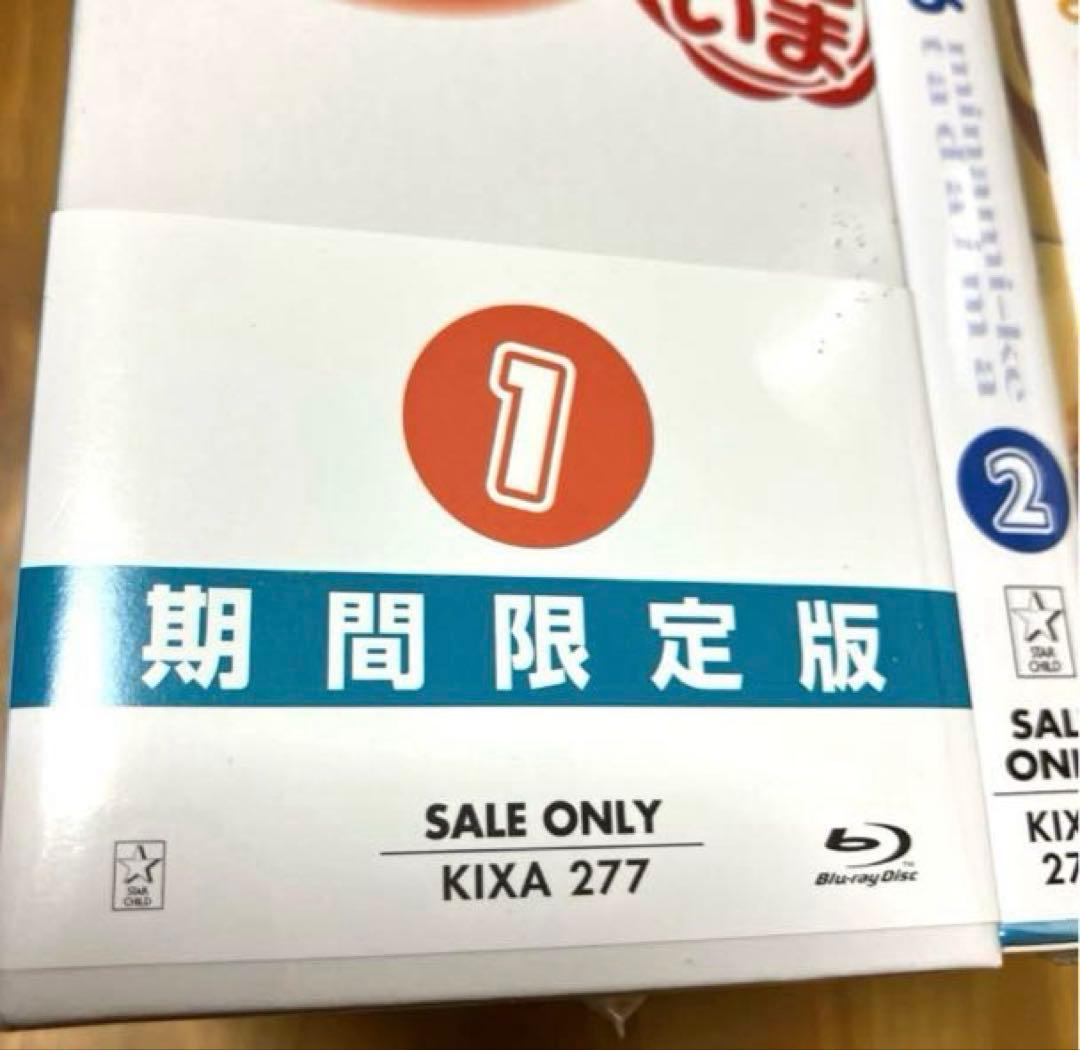 いま、
1
期間限定版
SALE ONLY
KIXA 277
STAR CHILD
Blu-ray Disc
2
STAR CHILD
SAL
ONL
KIX
27